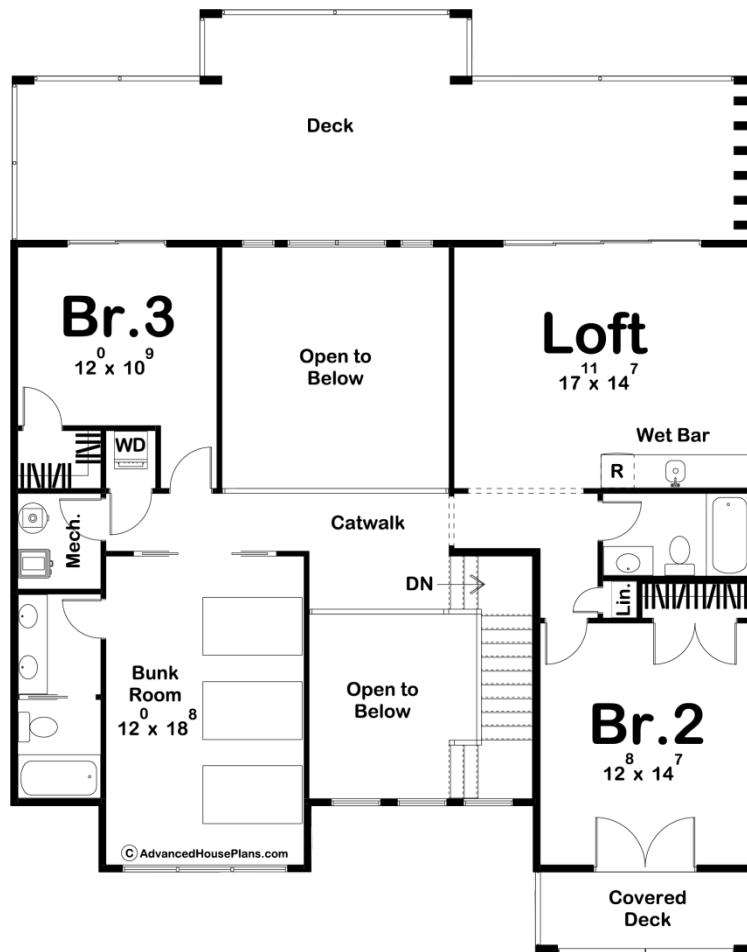 Deck
Br.3
12⁰ x 10⁹
Open to
Below
Loft
17¹¹ x 14⁷
WD
Wet Bar
R
Mech.
Catwalk
DN
Lin.
Bunk
Room
12⁰ x 18⁸
Open to
Below
Br.2
12⁸ x 14⁷
© AdvancedHousePlans.com
Covered
Deck